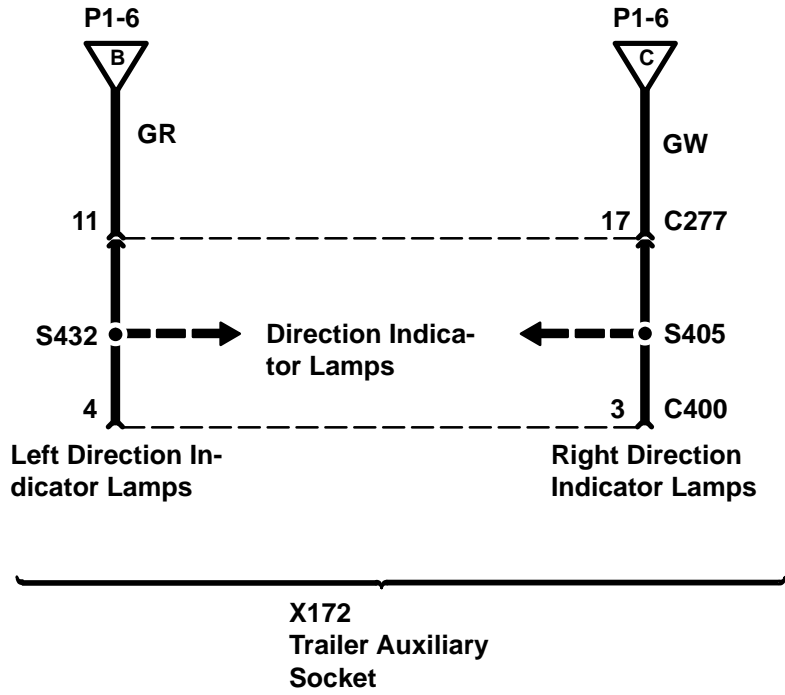 P1-6
P1-6
B
C
GR
GW
11
17 C277
S432
Direction Indica-
tor Lamps
S405
4
3 C400
Left Direction In-
dicator Lamps
Right Direction
Indicator Lamps
X172
Trailer Auxiliary
Socket